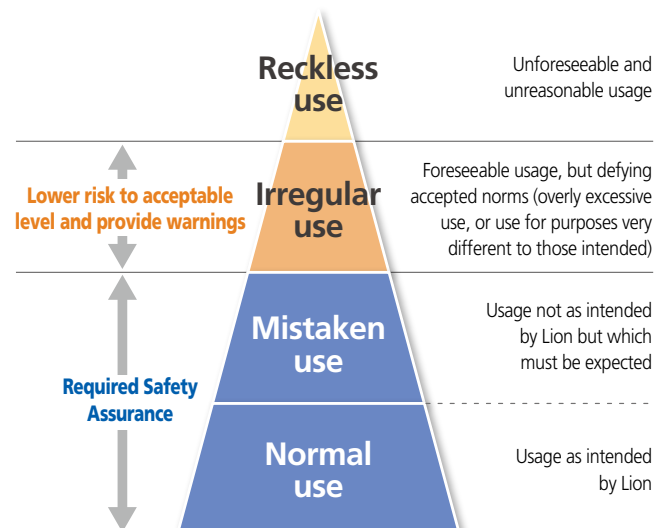 Reckless
use
Unforeseeable and
unreasonable usage
Lower risk to acceptable
level and provide warnings
Irregular
use
Foreseeable usage, but defying
accepted norms (overly excessive
use, or use for purposes very
different to those intended)
Required Safety
Assurance
Mistaken
use
Usage not as intended
by Lion but which
must be expected
Normal
use
Usage as intended
by Lion